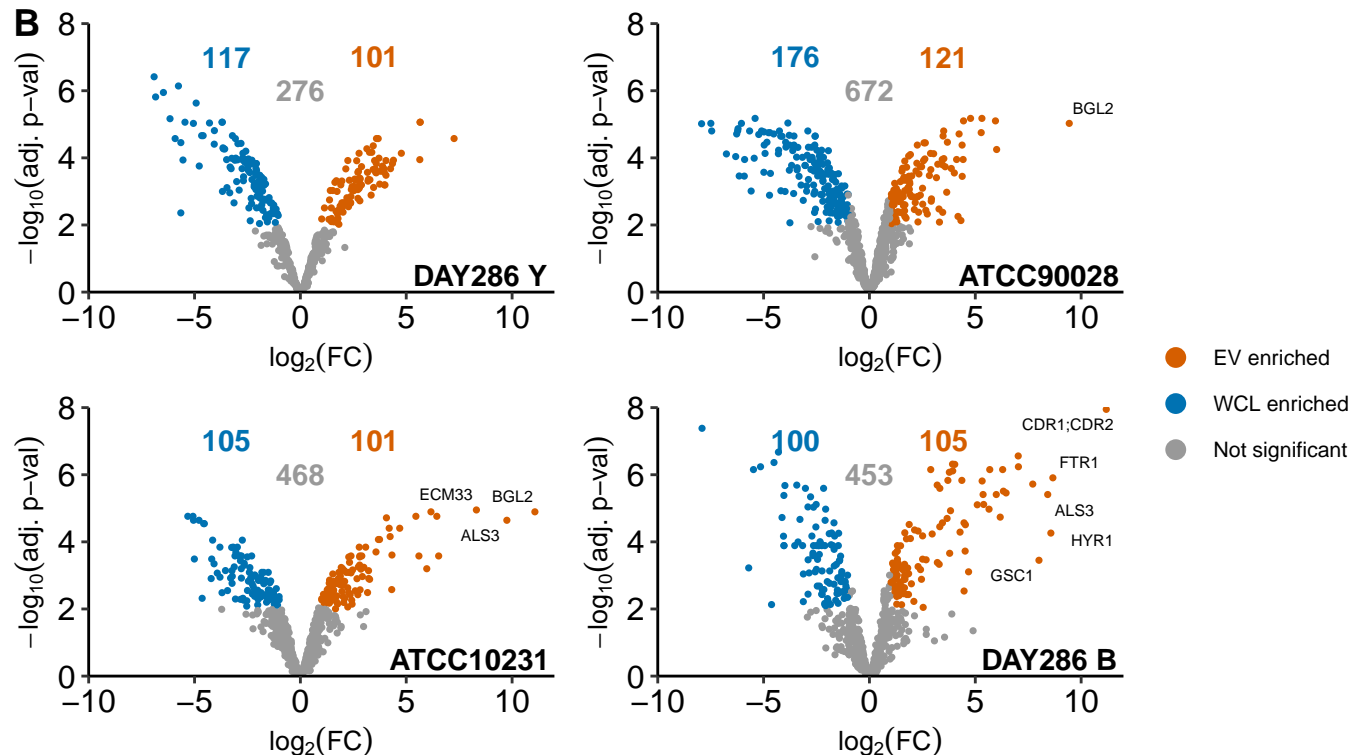 B
8
6
4
2
0
−log10(adj. p−val)
117
276
101
DAY286 Y
−10
−5
0
5
10
log2(FC)
8
6
4
2
0
−log10(adj. p−val)
176
672
121
BGL2
ATCC90028
−10
−5
0
5
10
log2(FC)
8
6
4
2
0
−log10(adj. p−val)
105
468
101
ECM33
BGL2
ALS3
ATCC10231
−10
−5
0
5
10
log2(FC)
8
6
4
2
0
−log10(adj. p−val)
100
453
105
CDR1;CDR2
FTR1
ALS3
HYR1
GSC1
DAY286 B
−10
−5
0
5
10
log2(FC)
EV enriched
WCL enriched
Not significant